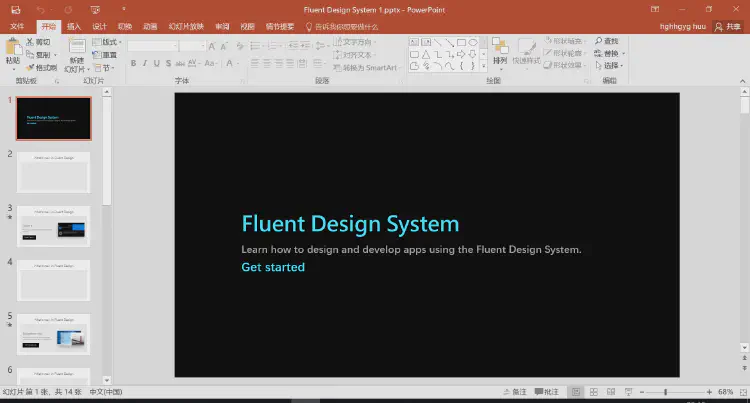 Fluent Design System 1.pptx - PowerPoint
文件 开始 插入 设计 切换 动画 幻灯片放映 审阅 视图 情节提要 告诉我你想要做什么
hghhgyg huu 共享
粘贴 剪切 复制 格式刷
剪贴板
新建
幻灯片 版式 重置 节
幻灯片
B I U S abc AV Aa A
字体
文字方向
对齐文本
转换为 SmartArt
段落
排列 快速样式
形状填充
形状轮廓
形状效果
绘图
查找
替换
选择
编辑
1
Fluent Design System
2
3
4
5
6
Fluent Design System
Learn how to design and develop apps using the Fluent Design System.
Get started
幻灯片 第 1 张，共 14 张 中文(中国)
备注 批注 68%